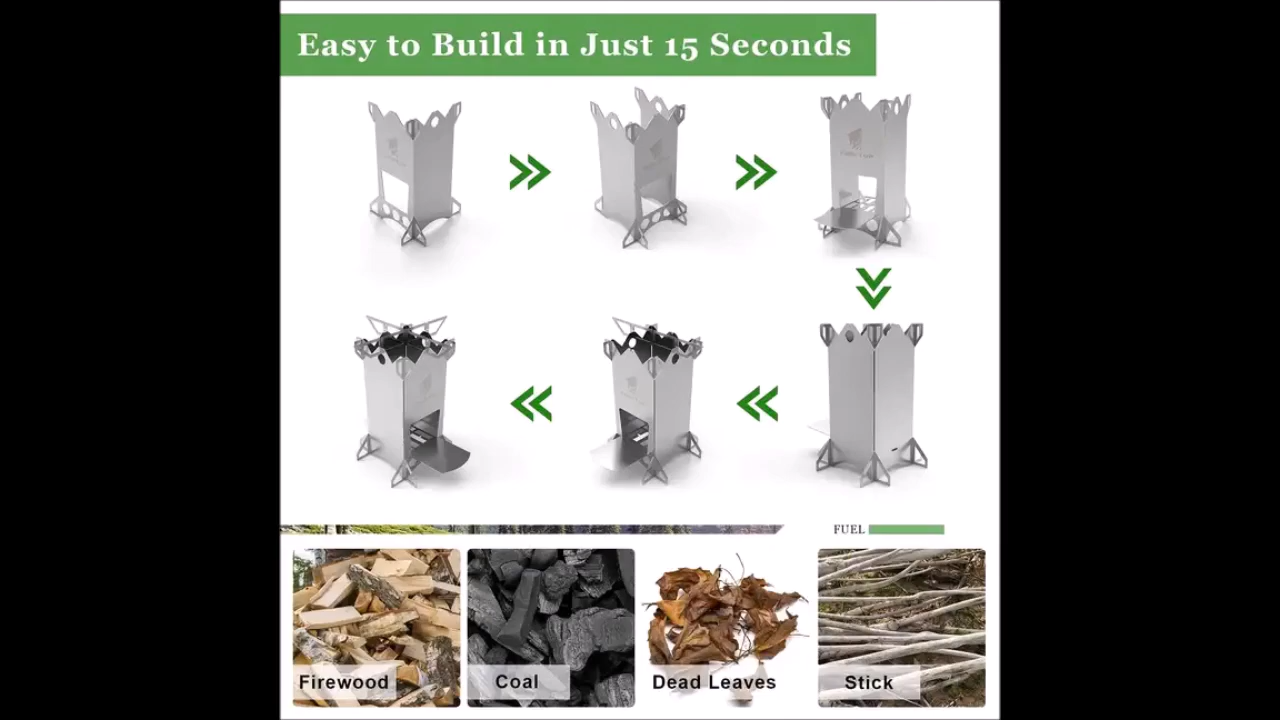 Easy to Build in Just 15 Seconds
FUEL
Firewood
Coal
Dead Leaves
Stick